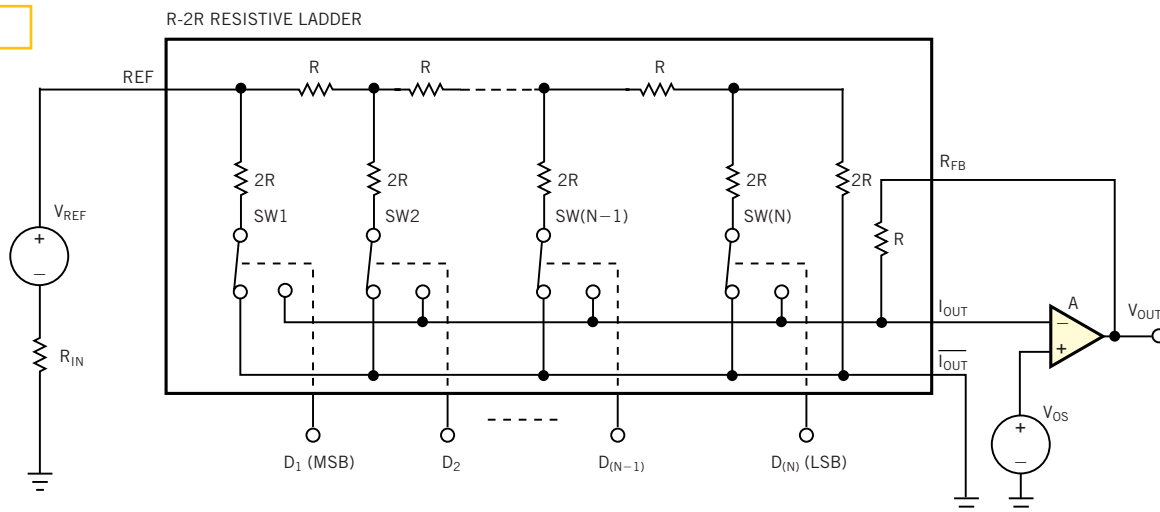 R-2R RESISTIVE LADDER
REF
R
R
R
2R
2R
2R
2R
2R
R_FB
V_REF
+
−
SW1
SW2
SW(N−1)
SW(N)
R
R_IN
I_OUT
I_OUT
A
−
+
V_OUT
V_OS
+
−
D_1 (MSB)
D_2
D_(N−1)
D_(N) (LSB)